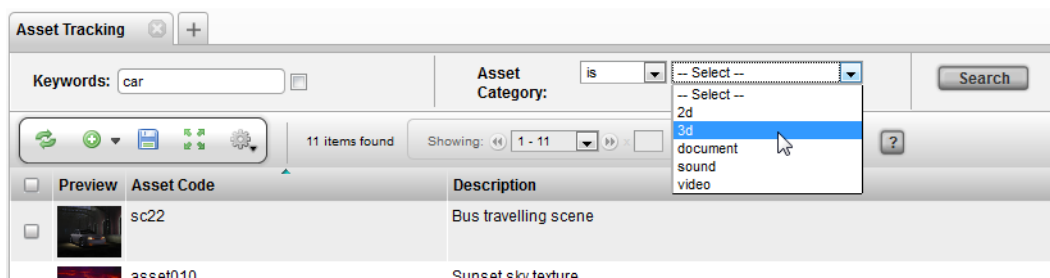 Asset Tracking
Keywords: car
Asset Category: is -- Select --
Search
-- Select --
2d
3d
document
sound
video
11 items found
Showing: 1 - 11 x
?
Preview Asset Code Description
sc22 Bus travelling scene
asset010 Sunset sky texture